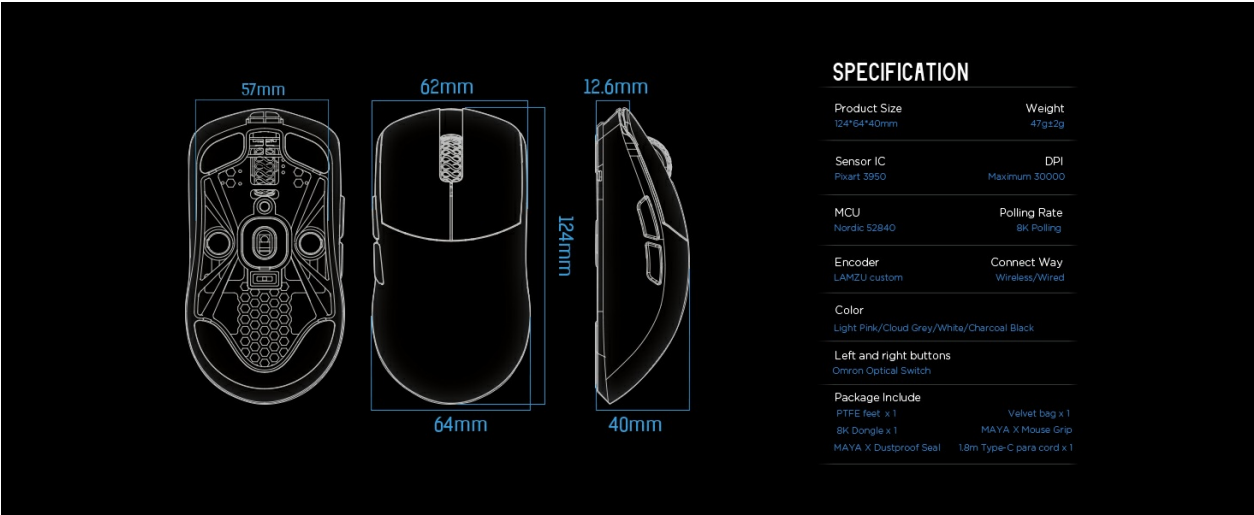 57mm
62mm
12.6mm
124mm
64mm
40mm
SPECIFICATION
Product Size Weight
124*64*40mm 47g±2g
Sensor IC DPI
Pixart 3950 Maximum 30000
MCU Polling Rate
Nordic 52840 8K Polling
Encoder Connect Way
LAMZU custom Wireless/Wired
Color
Light Pink/Cloud Grey/White/Charcoal Black
Left and right buttons
Omron Optical Switch
Package Include
PTFE feet x 1 Velvet bag x 1
8K Dongle x 1 MAYA X Mouse Grip
MAYA X Dustproof Seal 1.8m Type-C para cord x 1